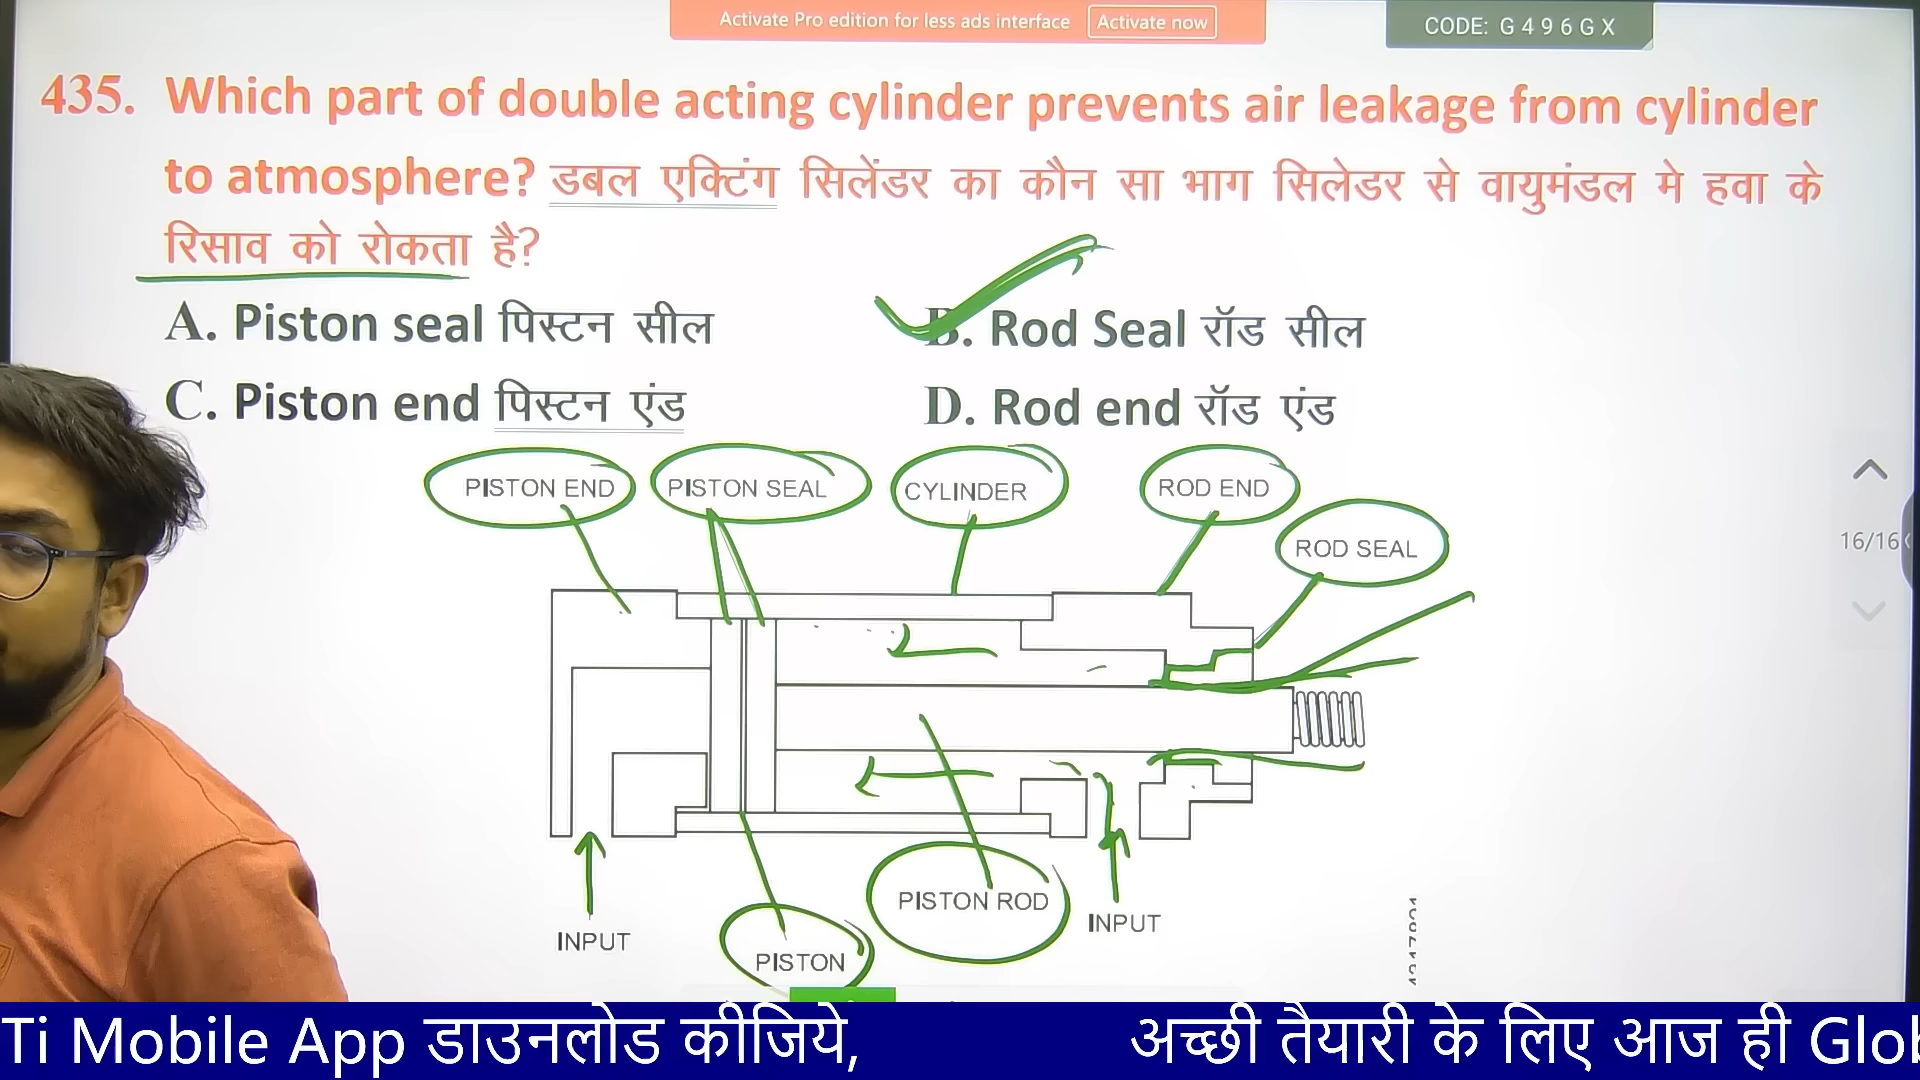 Activate Pro edition for less ads interface Activate now
CODE: G 4 9 6 G X
435. Which part of double acting cylinder prevents air leakage from cylinder
to atmosphere? डबल एक्टिंग सिलेंडर का कौन सा भाग सिलेडर से वायुमंडल मे हवा के
रिसाव को रोकता है?
A. Piston seal पिस्टन सील
B. Rod Seal रॉड सील
C. Piston end पिस्टन एंड
D. Rod end रॉड एंड
PISTON END PISTON SEAL CYLINDER ROD END
ROD SEAL
16/16
PISTON ROD
INPUT
INPUT
PISTON
Ti Mobile App डाउनलोड कीजिये, अच्छी तैयारी के लिए आज ही Glob